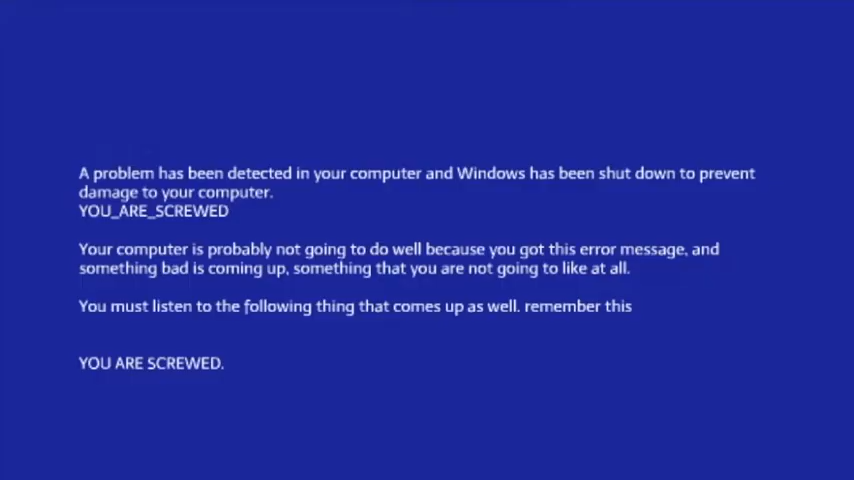 A problem has been detected in your computer and Windows has been shut down to prevent
damage to your computer.
YOU_ARE_SCREWED
Your computer is probably not going to do well because you got this error message, and
something bad is coming up, something that you are not going to like at all.
You must listen to the following thing that comes up as well. remember this
YOU ARE SCREWED.